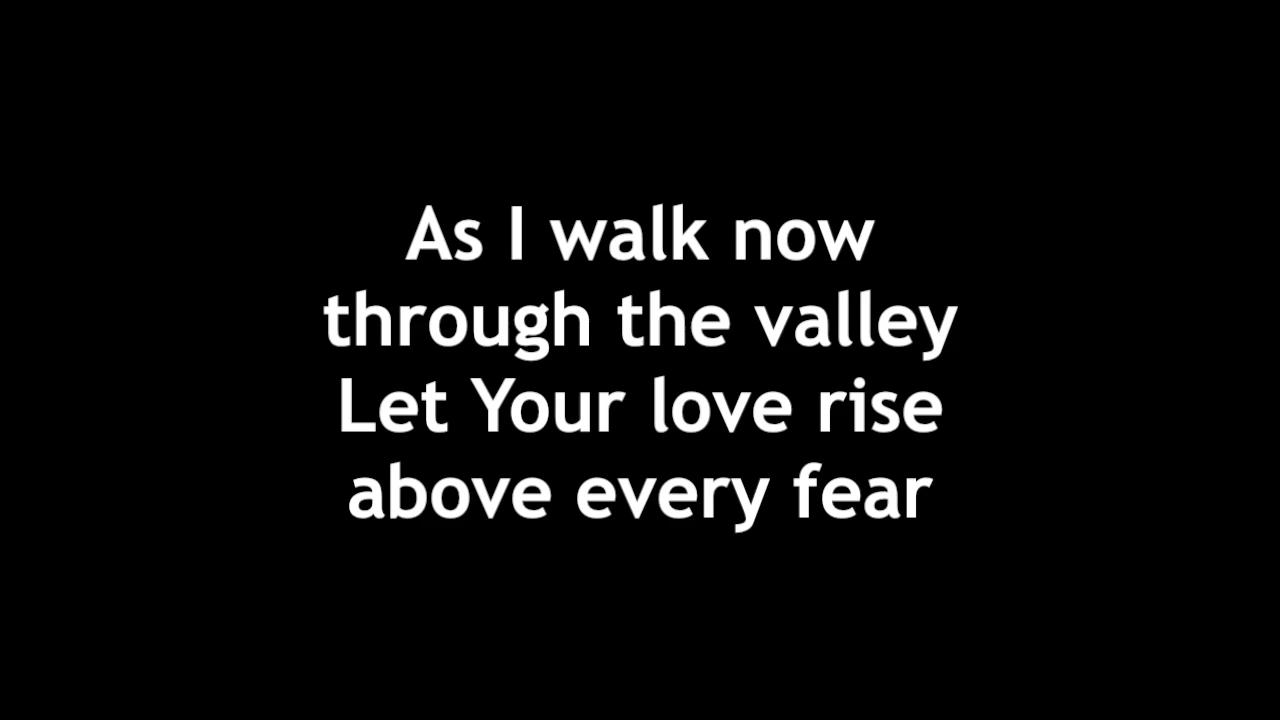 As I walk now
through the valley
Let Your love rise
above every fear